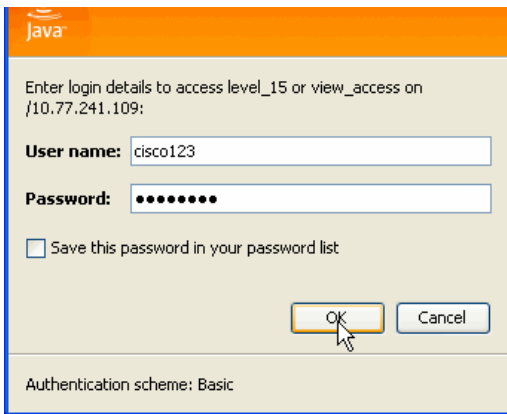 Java
Enter login details to access level_15 or view_access on
/10.77.241.109:
User name: cisco123
Password: ••••••••
Save this password in your password list
OK Cancel
Authentication scheme: Basic